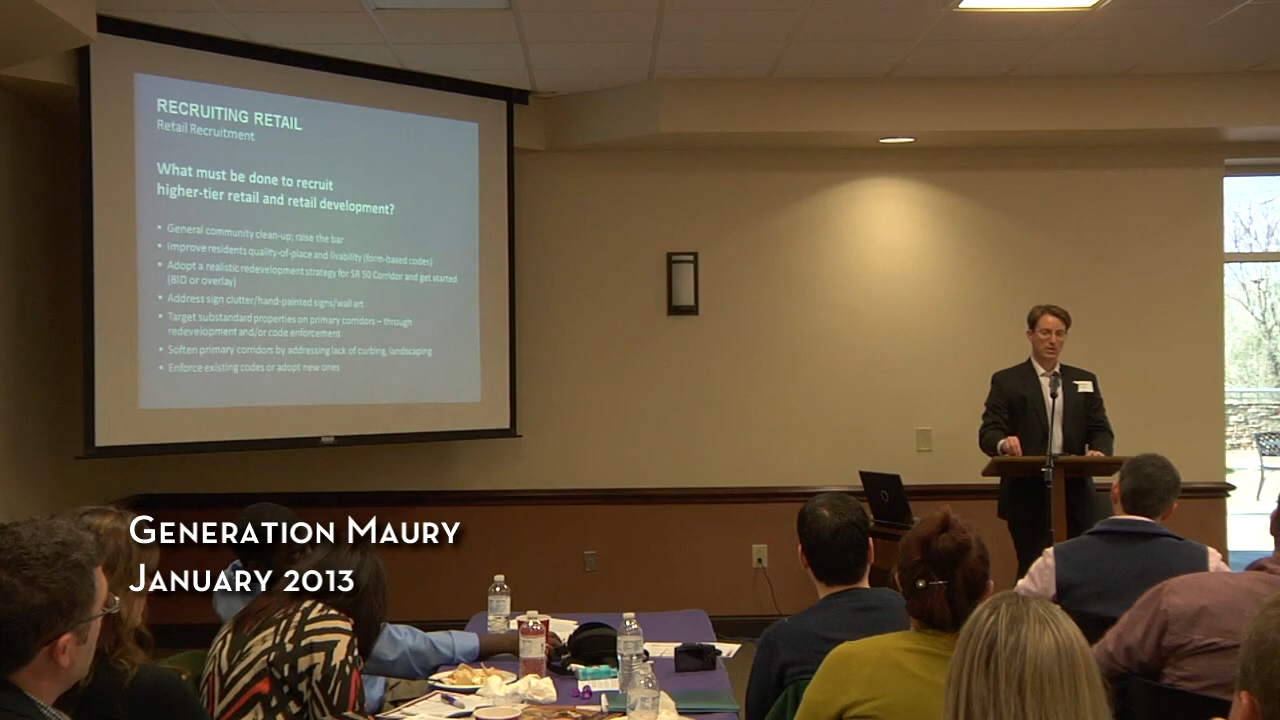 RECRUITING RETAIL
Retail Recruitment
What must be done to recruit
higher-tier retail and retail development?
• General community clean-up; raise the bar
• Improve residents quality-of-place and livability (form-based codes)
• Adopt a realistic redevelopment strategy for SR 50 Corridor and get started
(BID or overlay)
• Address sign clutter/hand-painted signs/wall art
• Target substandard properties on primary corridors – through
redevelopment and/or code enforcement
• Soften primary corridors by addressing lack of curbing, landscaping
• Enforce existing codes or adopt new ones
Generation Maury
January 2013